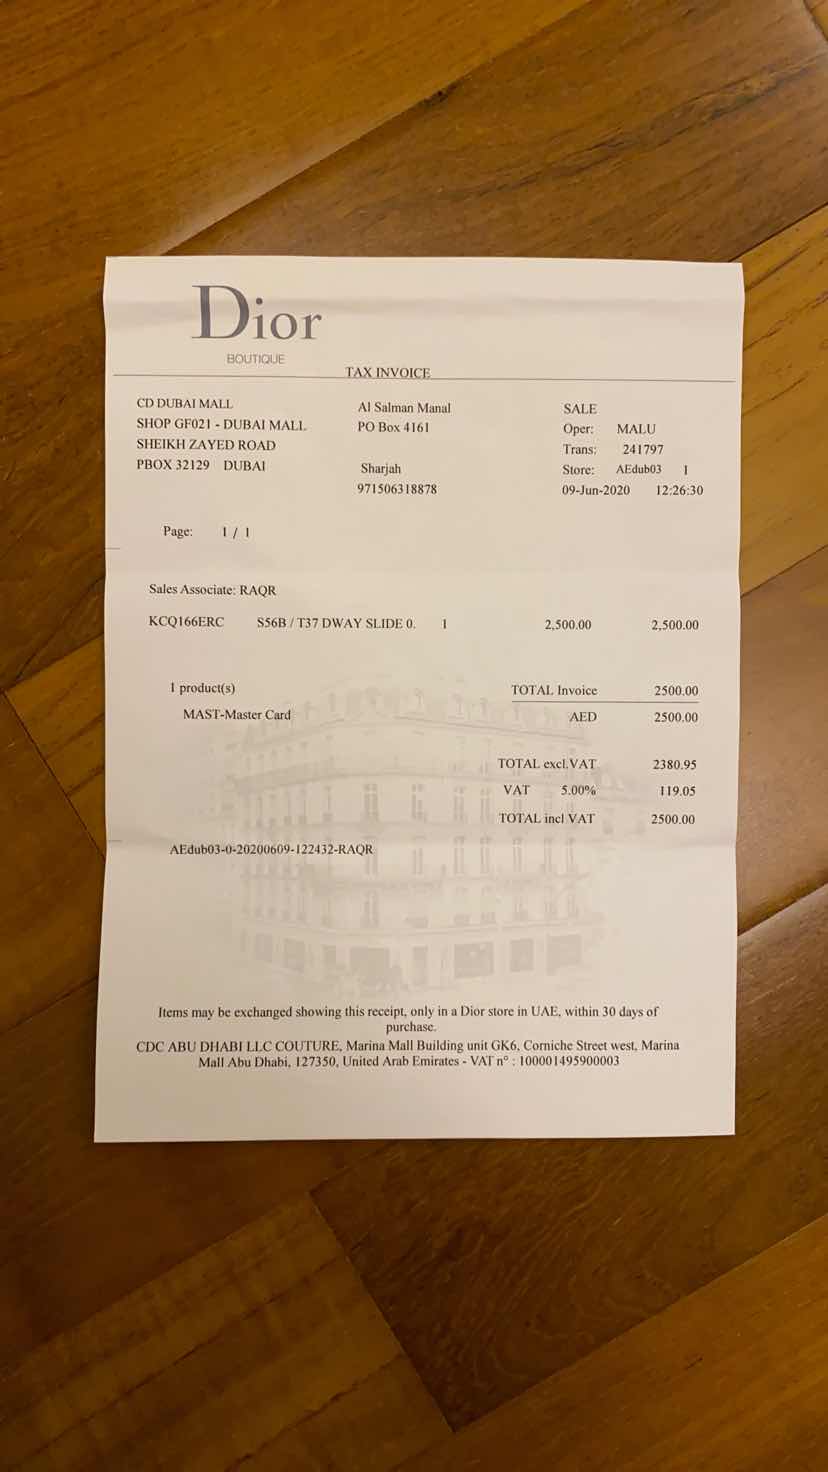 Dior
BOUTIQUE
TAX INVOICE
CD DUBAI MALL
SHOP GF021 - DUBAI MALL
SHEIKH ZAYED ROAD
PBOX 32129 DUBAI
Al Salman Manal
PO Box 4161
Sharjah
971506318878
SALE
Oper: MALU
Trans: 241797
Store: AEdub03 1
09-Jun-2020 12:26:30
Page: 1 / 1
Sales Associate: RAQR
KCQ166ERC S56B / T37 DWAY SLIDE 0. 1 2,500.00 2,500.00
1 product(s) TOTAL Invoice 2500.00
MAST-Master Card AED 2500.00
TOTAL excl.VAT 2380.95
VAT 5.00% 119.05
TOTAL incl VAT 2500.00
AEdub03-0-20200609-122432-RAQR
Items may be exchanged showing this receipt, only in a Dior store in UAE, within 30 days of
purchase.
CDC ABU DHABI LLC COUTURE, Marina Mall Building unit GK6, Corniche Street west, Marina
Mall Abu Dhabi, 127350, United Arab Emirates - VAT n° : 100001495900003